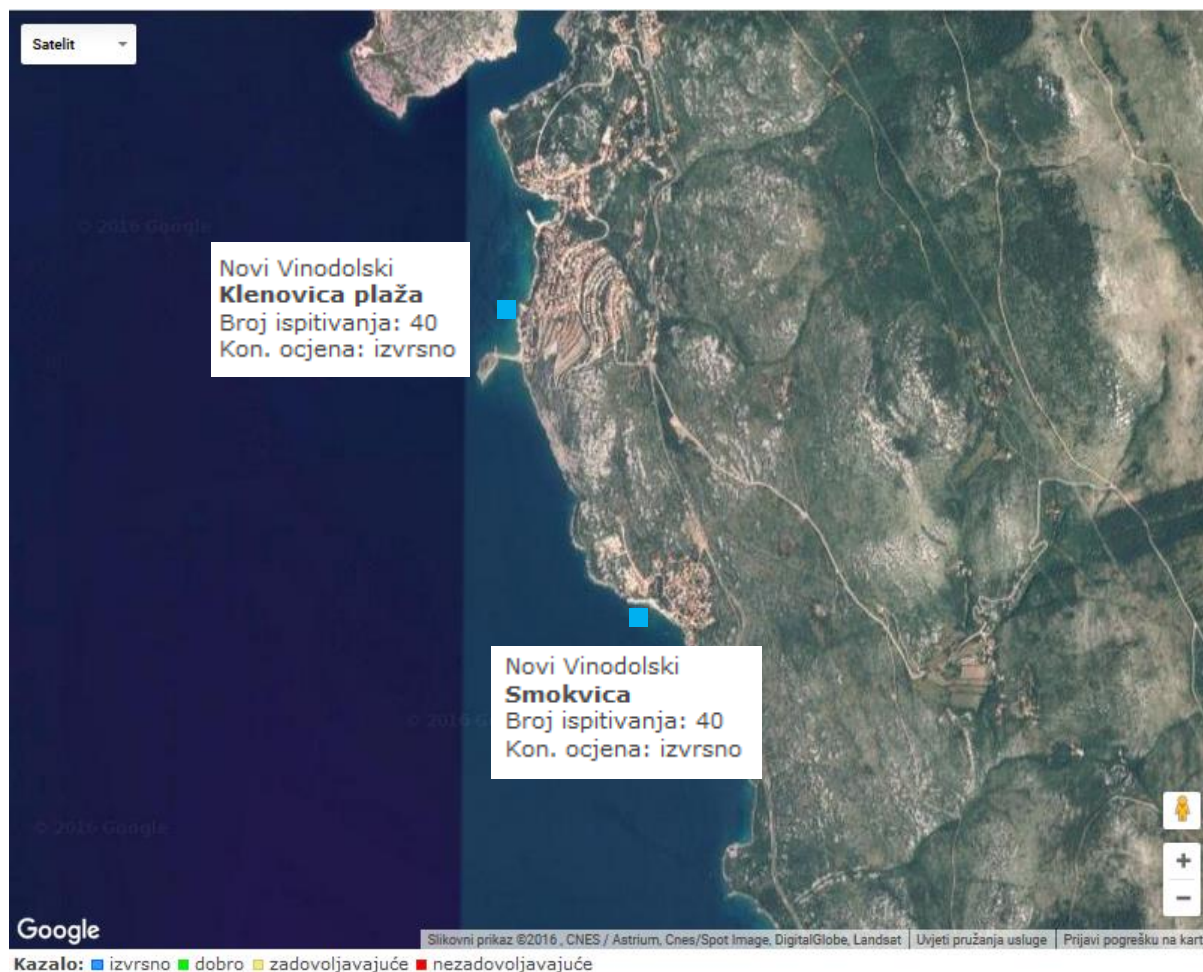 Satelit
© 2016 Google
Novi Vinodolski
Klenovica plaža
Broj ispitivanja: 40
Kon. ocjena: izvrsno
Novi Vinodolski
Smokvica
Broj ispitivanja: 40
Kon. ocjena: izvrsno
© 2016 G
© 2016 Google
+
−
Google
Slikovni prikaz ©2016 , CNES / Astrium, Cnes/Spot Image, DigitalGlobe, Landsat Uvjeti pružanja usluge Prijavi pogrešku na kart
Kazalo: izvrsno dobro zadovoljavajuće nezadovoljavajuće